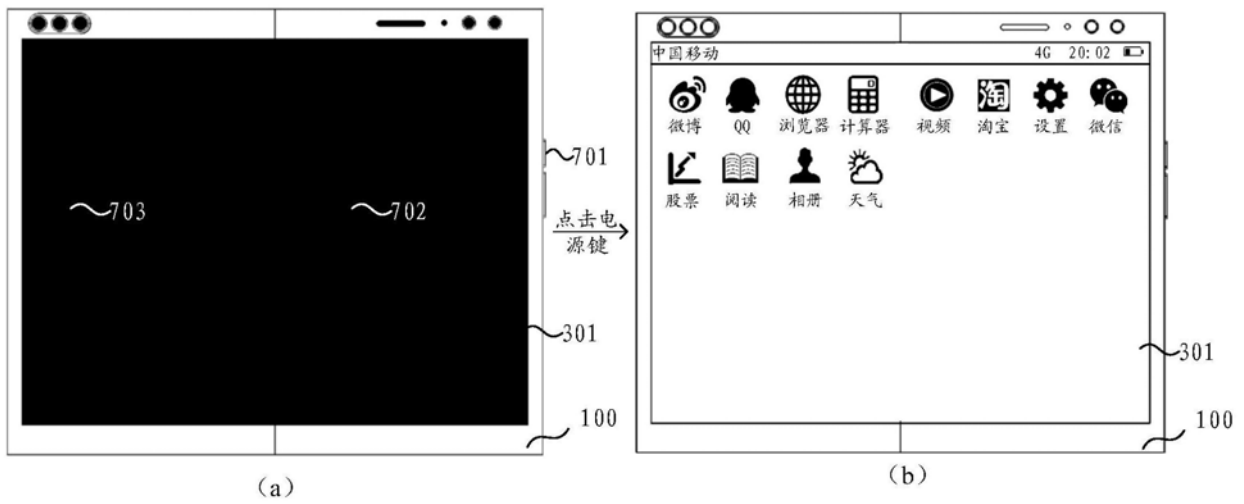 701
703
702
301
100
(a)
点击电
源键
中国移动 4G 20:02
微博 QQ 浏览器 计算器 视频 淘 淘宝 设置 微信
股票 阅读 相册 天气
301
100
(b)